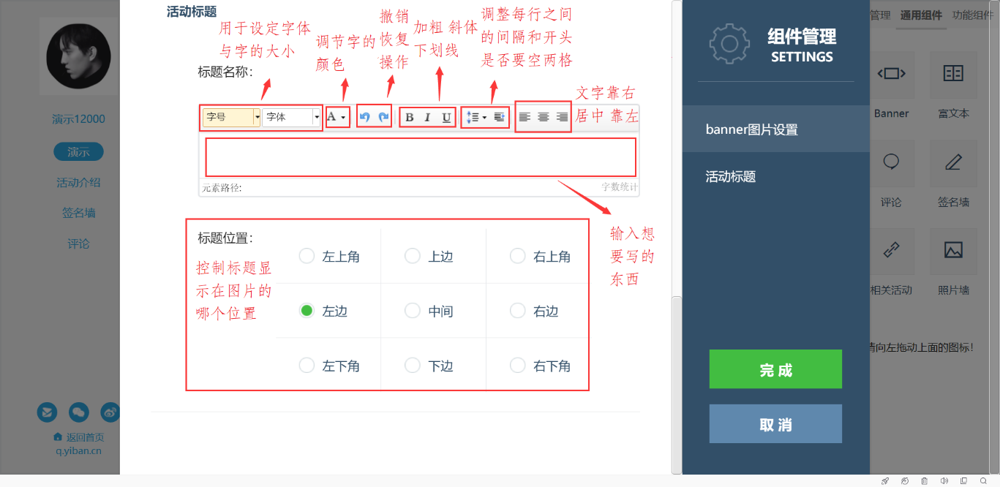 演示12000
演示
活动介绍
签名墙
评论
返回首页
q.yiban.cn
活动标题
用于设定字体
与字的大小
调节字的
颜色
撤销
恢复
操作
加粗 斜体
下划线
调整每行之间
的间隔和开头
是否要空两格
标题名称：
文字靠右
居中 靠左
字号
字体
A
B I U
元素路径:
字数统计
输入想
要写的
东西
标题位置：
控制标题显
示在图片的
哪个位置
左上角 上边 右上角
左边 中间 右边
左下角 下边 右下角
组件管理
SETTINGS
banner图片设置
活动标题
完成
取消
管理 通用组件 功能组件
Banner 富文本
评论 签名墙
相关活动 照片墙
请向左拖动上面的图标!